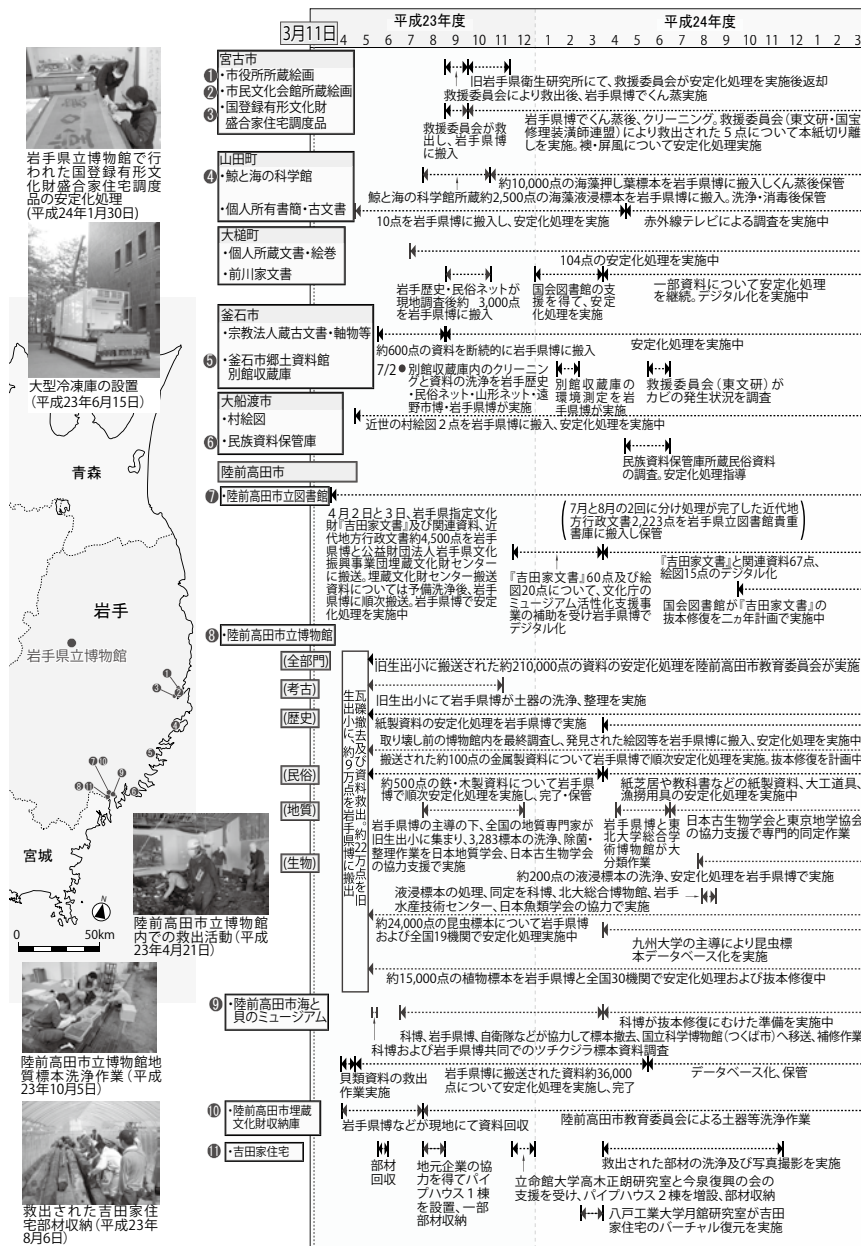 平成23年度
平成24年度
3月11日
4 5 6 7 8 9 10 11 12 1 2 3 4 5 6 7 8 9 10 11 12 1 2 3
岩手県立博物館で行
われた国登録有形文
化財盛合家住宅調度
品の安定化処理
(平成24年1月30日)
大型冷凍庫の設置
(平成23年6月15日)
青森
岩手
岩手県立博物館
宮城
0 50km
N
陸前高田市立博物館
内での救出活動(平成
23年4月21日)
陸前高田市立博物館地
質標本洗浄作業(平成
23年10月5日)
救出された吉田家住
宅部材収納(平成23年
8月6日)
宮古市
❶・市役所所蔵絵画
❷・市民文化会館所蔵絵画
❸・国登録有形文化財
盛合家住宅調度品
旧岩手県衛生研究所にて、救援委員会が安定化処理を実施後返却
救援委員会により救出後、岩手県博でくん蒸実施
救援委員会が救
出し、岩手県博
に搬入
岩手県博でくん蒸後、クリーニング。救援委員会(東文研・国宝
修理装潢師連盟)により救出された5点について本紙切り離
しを実施。襖・屏風について安定化処理実施
山田町
❹・鯨と海の科学館
・個人所有書簡・古文書
約10,000点の海藻押し葉標本を岩手県博に搬入しくん蒸後保管
鯨と海の科学館所蔵約2,500点の海藻液浸標本を岩手県博に搬入。洗浄・消毒後保管
10点を岩手県博に搬入し、安定化処理を実施
赤外線テレビによる調査を実施中
大槌町
・個人所蔵文書・絵巻
・前川家文書
104点の安定化処理を実施中
岩手歴史・民俗ネットが
現地調査後約 3,000点
を岩手県博に搬入
国会図書館の支
援を得て、安定
化処理を実施
一部資料について安定化処理
を継続。デジタル化を実施中
釜石市
・宗教法人蔵古文書・軸物等
❺・釜石市郷土資料館
別館収蔵庫
約600点の資料を断続的に岩手県博に搬入
安定化処理を実施中
7/2●別館収蔵庫内のクリーニン
グと資料の洗浄を岩手歴史
・民俗ネット・山形ネット・遠
野市博・岩手県博が実施
別館収蔵庫の
環境測定を岩
手県博が実施
救援委員会(東文研)が
カビの発生状況を調査
大船渡市
・村絵図
❻・民族資料保管庫
近世の村絵図2点を岩手県博に搬入、安定化処理を実施中
民族資料保管庫所蔵民俗資料
の調査。安定化処理指導
陸前高田市
❼・陸前高田市立図書館
4月2日と3日、岩手県指定文化
財『吉田家文書』及び関連資料、近
代地方行政文書約4,500点を岩手
県博と公益財団法人岩手県文化
振興事業団埋蔵文化財センター
に搬送。埋蔵文化財センター搬送
資料については予備洗浄後、岩手
県博に順次搬送。岩手県博で安定
化処理を実施中
(7月と8月の2回に分け処理が完了した近代地
方行政文書2,223点を岩手県立図書館貴重
書庫に搬入し保管)
『吉田家文書』60点及び絵
図20点について、文化庁の
ミュージアム活性化支援事
業の補助を受け岩手県博で
デジタル化
『吉田家文書』と関連資料67点、
絵図15点のデジタル化
国会図書館が『吉田家文書』の
抜本修復を二ヵ年計画で実施中
❽・陸前高田市立博物館
瓦礫撤去及び資料救出。約22万点を旧
生出小に、約9万点を岩手県博に搬出
(全部門)
旧生出小に搬送された約210,000点の資料の安定化処理を陸前高田市教育委員会が実施
(考古)
旧生出小にて岩手県博が土器の洗浄、整理を実施
(歴史)
紙製資料の安定化処理を岩手県博で実施
取り壊し前の博物館内を最終調査し、発見された絵図等を岩手県博に搬入、安定化処理を実施中
搬送された約100点の金属製資料について岩手県博で順次安定化処理を実施。抜本修復を計画中
(民俗)
約500点の鉄・木製資料について岩手県
博で順次安定化処理を実施し、完了・保管
紙芝居や教科書などの紙製資料、大工道具、
漁撈用具の安定化処理を実施中
(地質)
岩手県博の主導の下、全国の地質専門家が
旧生出小に集まり、3,283標本の洗浄、除菌・
整理作業を日本地質学会、日本古生物学会
の協力支援で実施
岩手県博と東
北大学総合学
術博物館が大
分類作業
日本古生物学会と東京地学協会
の協力支援で専門的同定作業
(生物)
約200点の液浸標本の洗浄、安定化処理を岩手県博で実施
液浸標本の処理、同定を科博、北大総合博物館、岩手
水産技術センター、日本魚類学会の協力で実施
約24,000点の昆虫標本について岩手県博
および全国19機関で安定化処理実施中
九州大学の主導により昆虫標
本データベース化を実施
約15,000点の植物標本を岩手県博と全国30機関で安定化処理および抜本修復中
❾・陸前高田市海と
貝のミュージアム
科博が抜本修復にむけた準備を実施中
科博、岩手県博、自衛隊などが協力して標本撤去、国立科学博物館(つくば市)へ移送、補修作業
科博および岩手県博共同でのツチクジラ標本資料調査
貝類資料の救出
作業実施
岩手県博に搬送された資料約36,000
点について安定化処理を実施し、完了
データベース化、保管
❿・陸前高田市埋蔵
文化財収納庫
岩手県博などが現地にて資料回収
陸前高田市教育委員会による土器等洗浄作業
⓫・吉田家住宅
部材
回収
地元企業の協
力を得てパイ
プハウス1棟
を設置、一部
部材収納
立命館大学高木正朗研究室と今泉復興の会の
支援を受け、パイプハウス2棟を増設、部材収納
救出された部材の洗浄及び写真撮影を実施
八戸工業大学月舘研究室が吉田
家住宅のバーチャル復元を実施